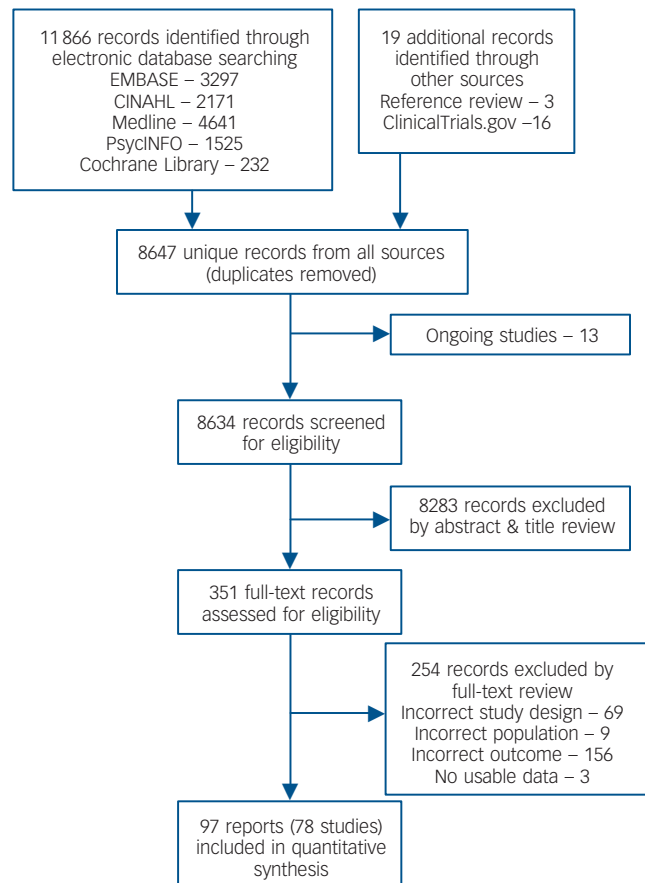 11 866 records identified through
electronic database searching
EMBASE – 3297
CINAHL – 2171
Medline – 4641
PsycINFO – 1525
Cochrane Library – 232
19 additional records
identified through
other sources
Reference review – 3
ClinicalTrials.gov –16
8647 unique records from all sources
(duplicates removed)
Ongoing studies – 13
8634 records screened
for eligibility
8283 records excluded
by abstract & title review
351 full-text records
assessed for eligibility
254 records excluded by
full-text review
Incorrect study design – 69
Incorrect population – 9
Incorrect outcome – 156
No usable data – 3
97 reports (78 studies)
included in quantitative
synthesis